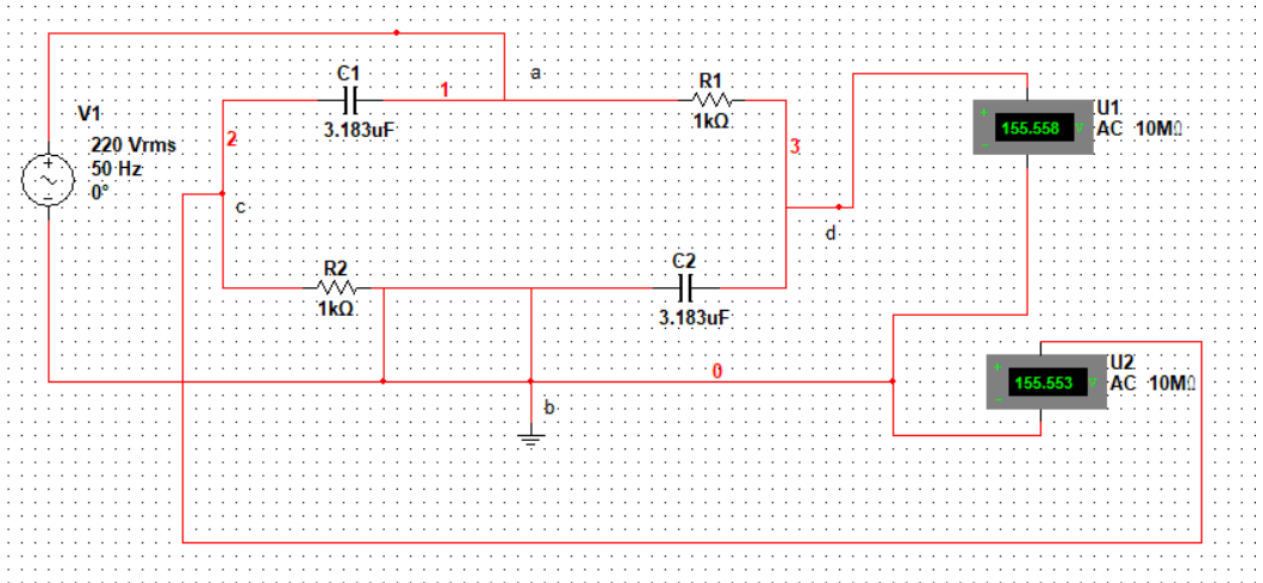 C1
1
a
R1
1kΩ
3.183uF
V1
220 Vrms
50 Hz
0°
2
3
+
155.558
V
-
U1
AC 10MΩ
c
d
R2
1kΩ
C2
3.183uF
0
b
+
155.553
V
-
U2
AC 10MΩ